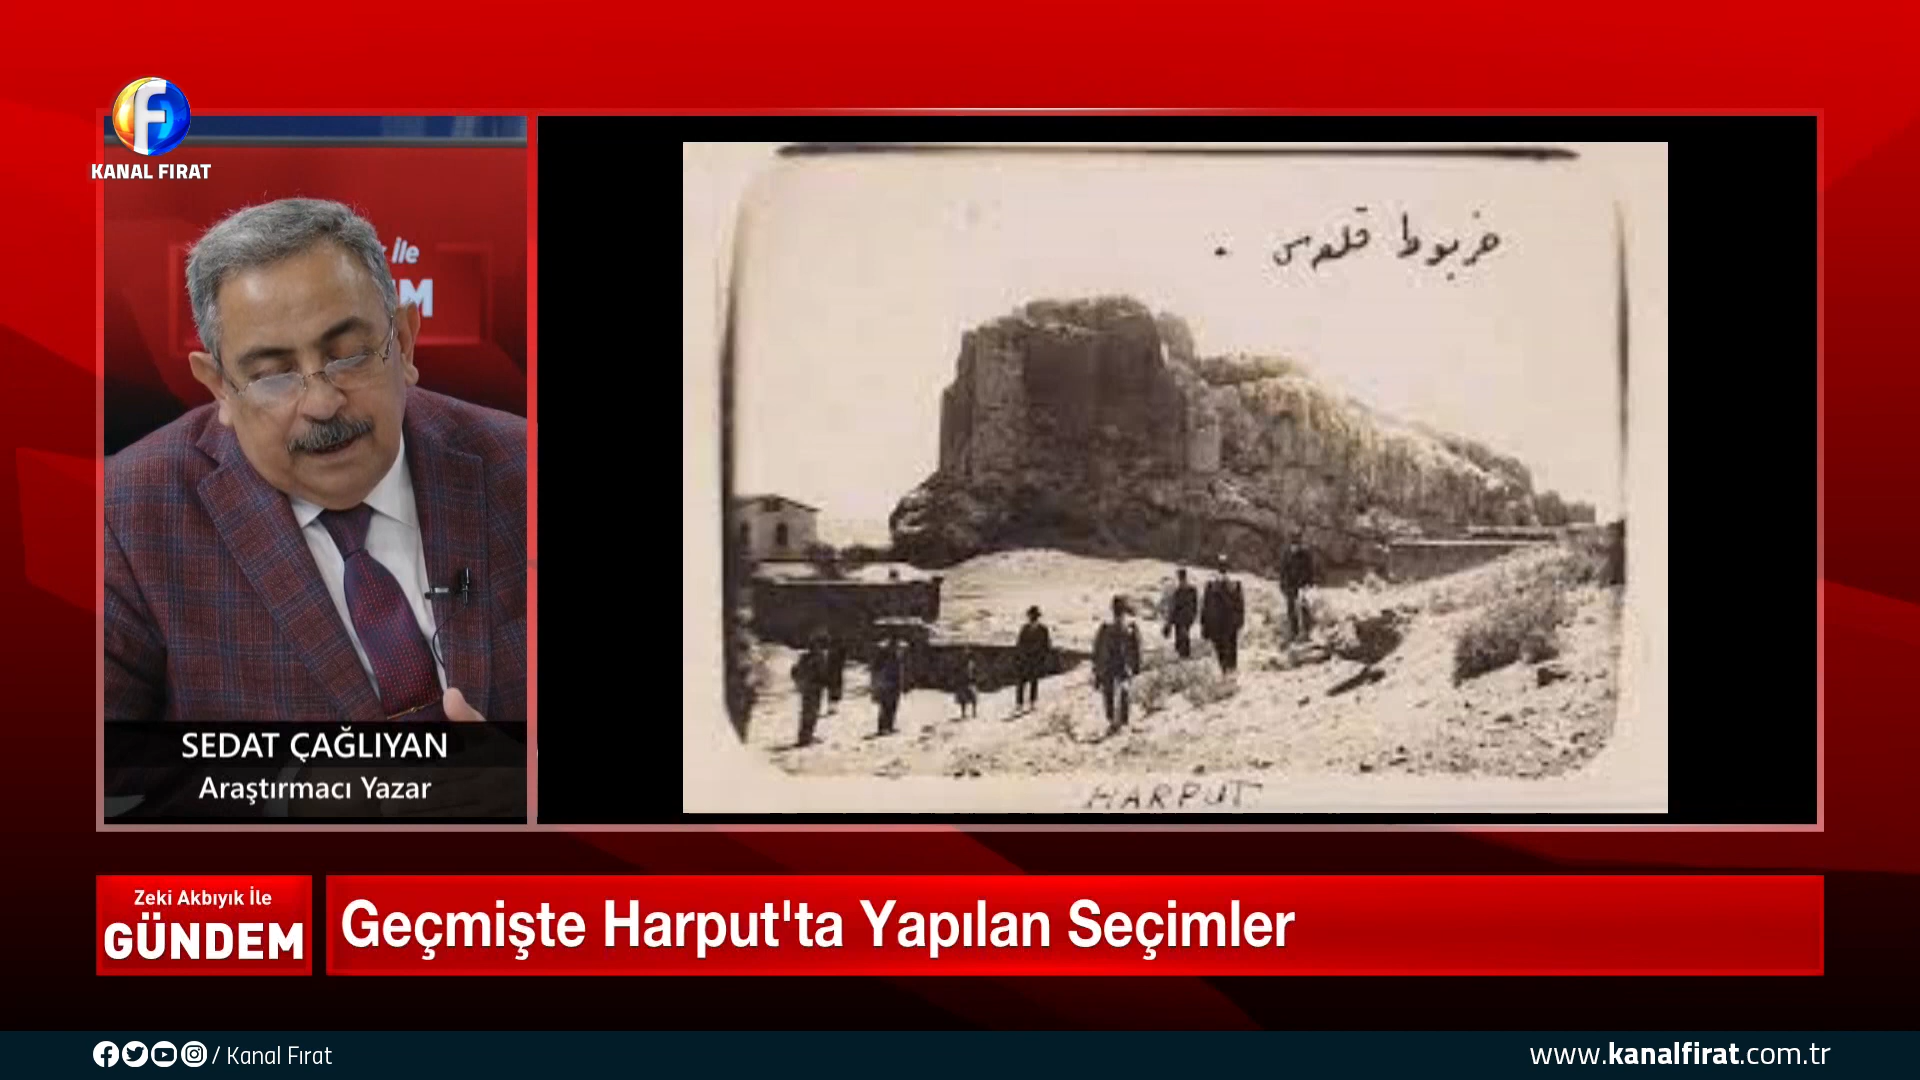 KANAL FIRAT
İle
خربوط قلعه‌سی .
HARPUT
SEDAT ÇAĞLIYAN
Araştırmacı Yazar
Zeki Akbıyık İle
GÜNDEM
Geçmişte Harput'ta Yapılan Seçimler
/ Kanal Fırat
www.kanalfirat.com.tr